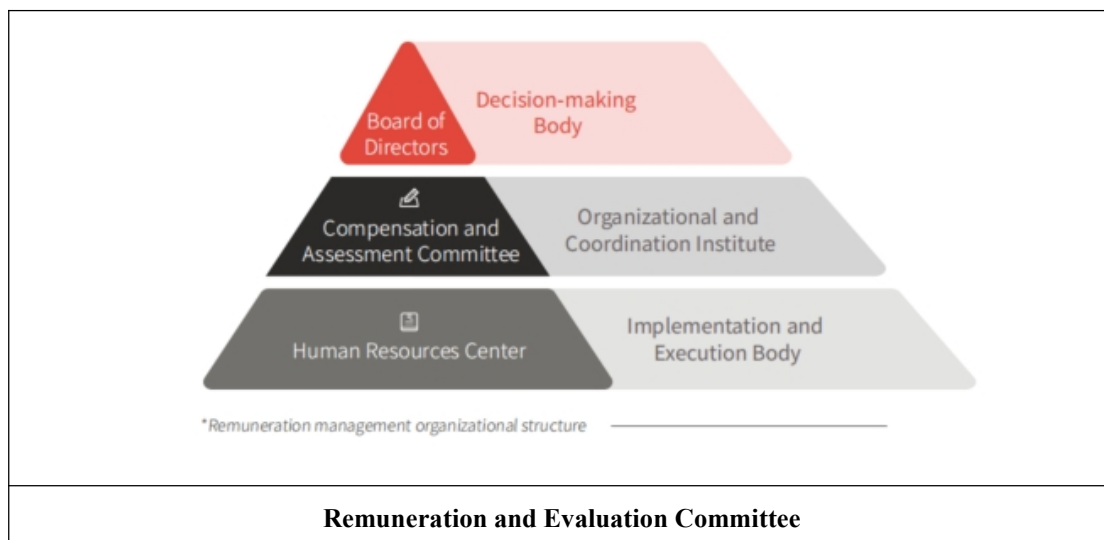 Board of
Directors
Decision-making
Body
Compensation and
Assessment Committee
Organizational and
Coordination Institute
Human Resources Center
Implementation and
Execution Body
*Remuneration management organizational structure
Remuneration and Evaluation Committee